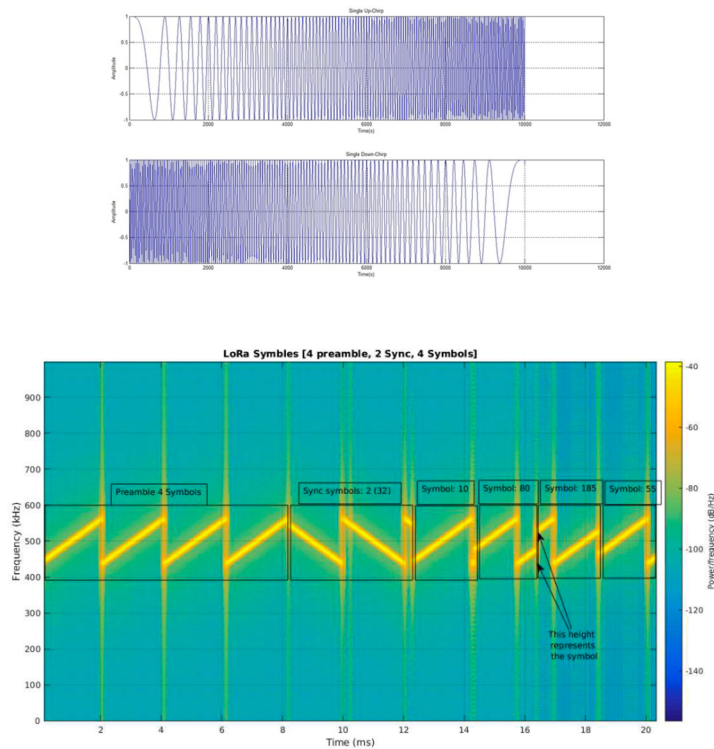 Single Up-Chirp
Amplitude
1
0.5
0
-0.5
-1
0 2000 4000 6000 8000 10000 12000
Time(s)
Single Down-Chirp
Amplitude
1
0.5
0
-0.5
-1
0 2000 4000 6000 8000 10000 12000
Time(s)
LoRa Symbles [4 preamble, 2 Sync, 4 Symbols]
Frequency (kHz)
900
800
700
600
500
400
300
200
100
0
Preamble 4 Symbols
Sync symbols: 2 (32)
Symbol: 10
Symbol: 80
Symbol: 185
Symbol: 55
This height
represents
the symbol
2 4 6 8 10 12 14 16 18 20
Time (ms)
-40
-60
-80
-100
-120
-140
Power/frequency (dB/Hz)